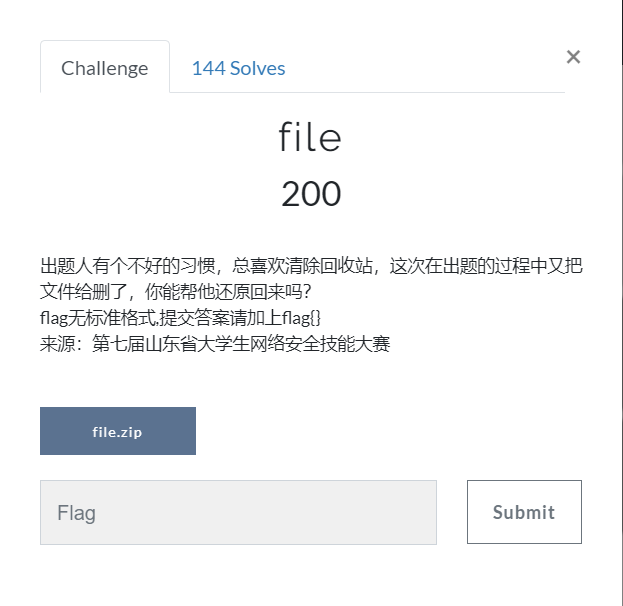 Challenge
144 Solves
×
file
200
出题人有个不好的习惯，总喜欢清除回收站，这次在出题的过程中又把
文件给删了，你能帮他还原回来吗？
flag无标准格式,提交答案请加上flag{}
来源：第七届山东省大学生网络安全技能大赛
file.zip
Flag
Submit